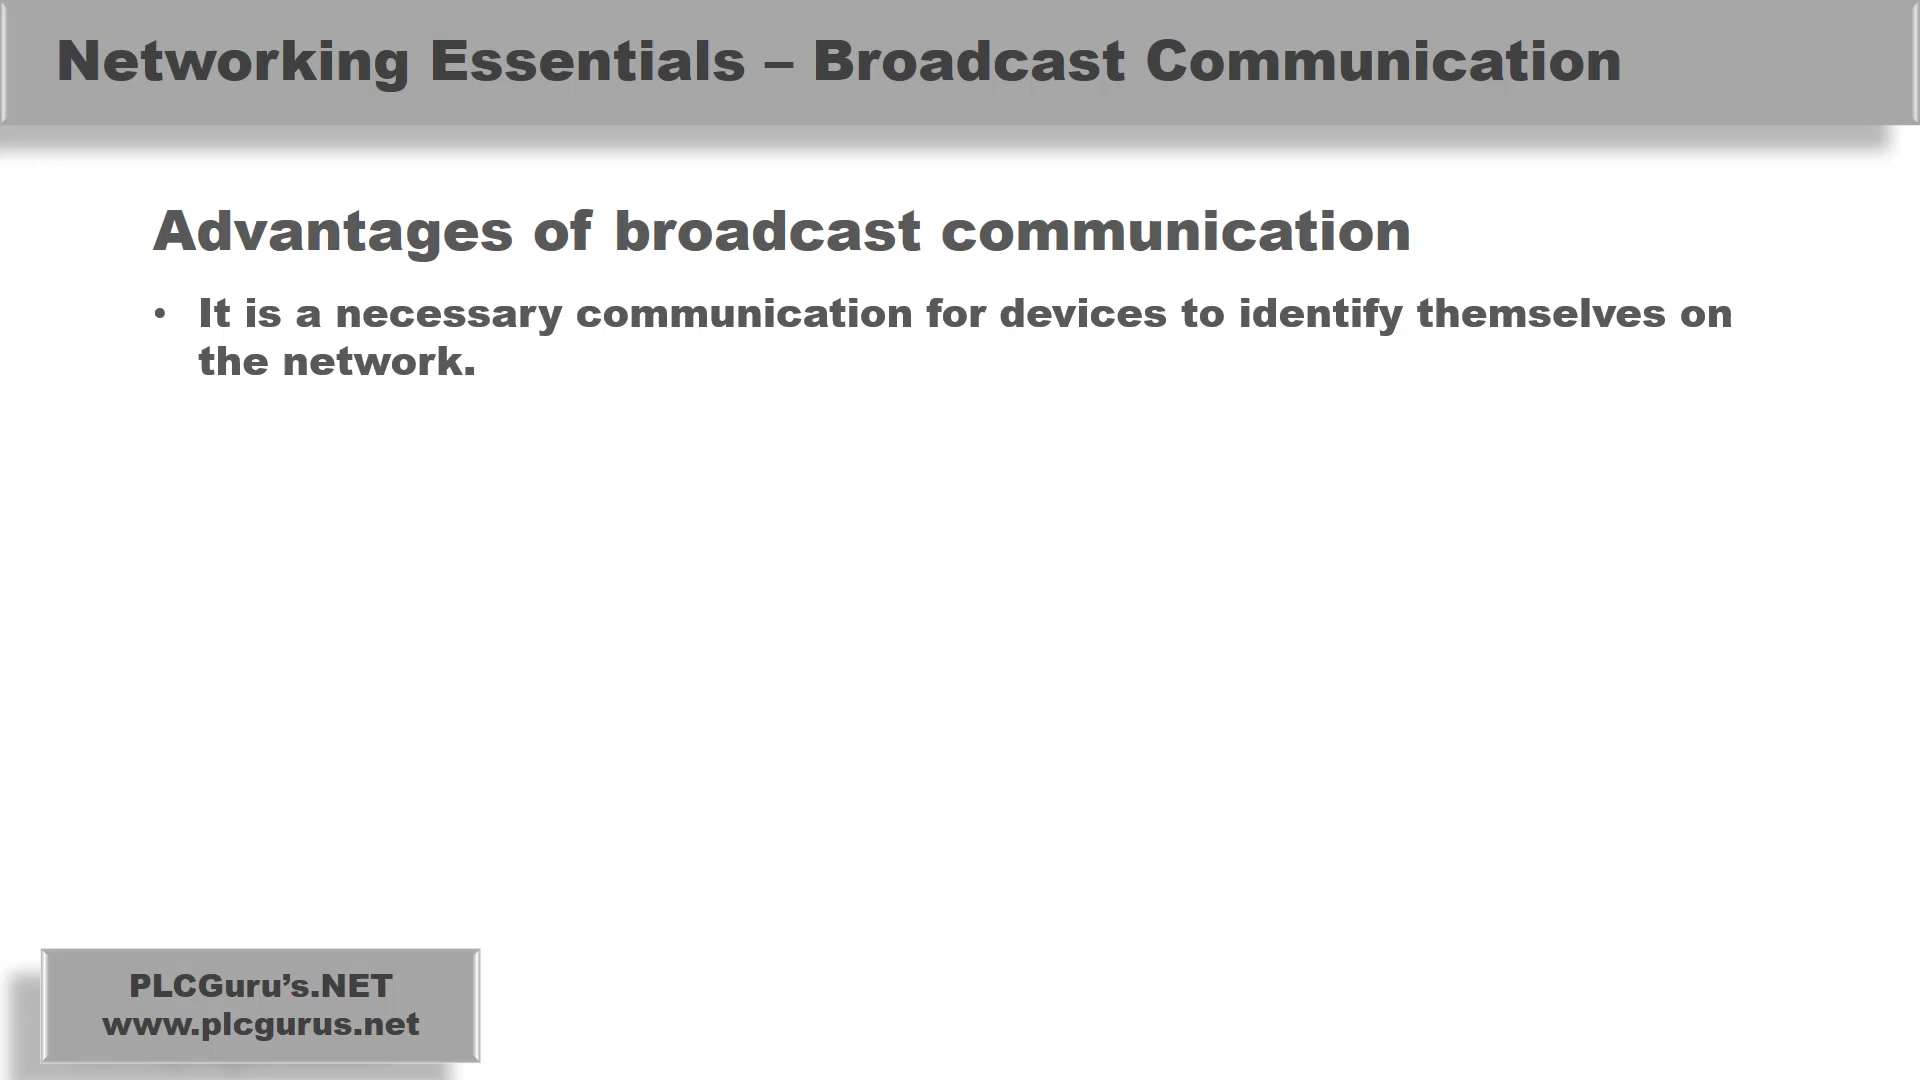 Networking Essentials – Broadcast Communication
Advantages of broadcast communication
• It is a necessary communication for devices to identify themselves on
the network.
PLCGuru’s.NET
www.plcgurus.net